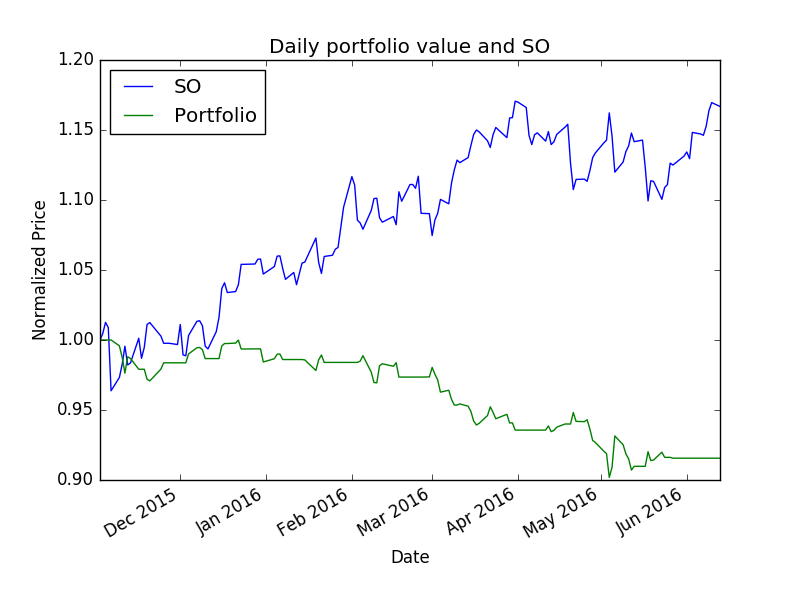 Daily portfolio value and SO
SO
Portfolio
1.20
1.15
1.10
1.05
1.00
0.95
0.90
Normalized Price
Dec 2015
Jan 2016
Feb 2016
Mar 2016
Apr 2016
May 2016
Jun 2016
Date